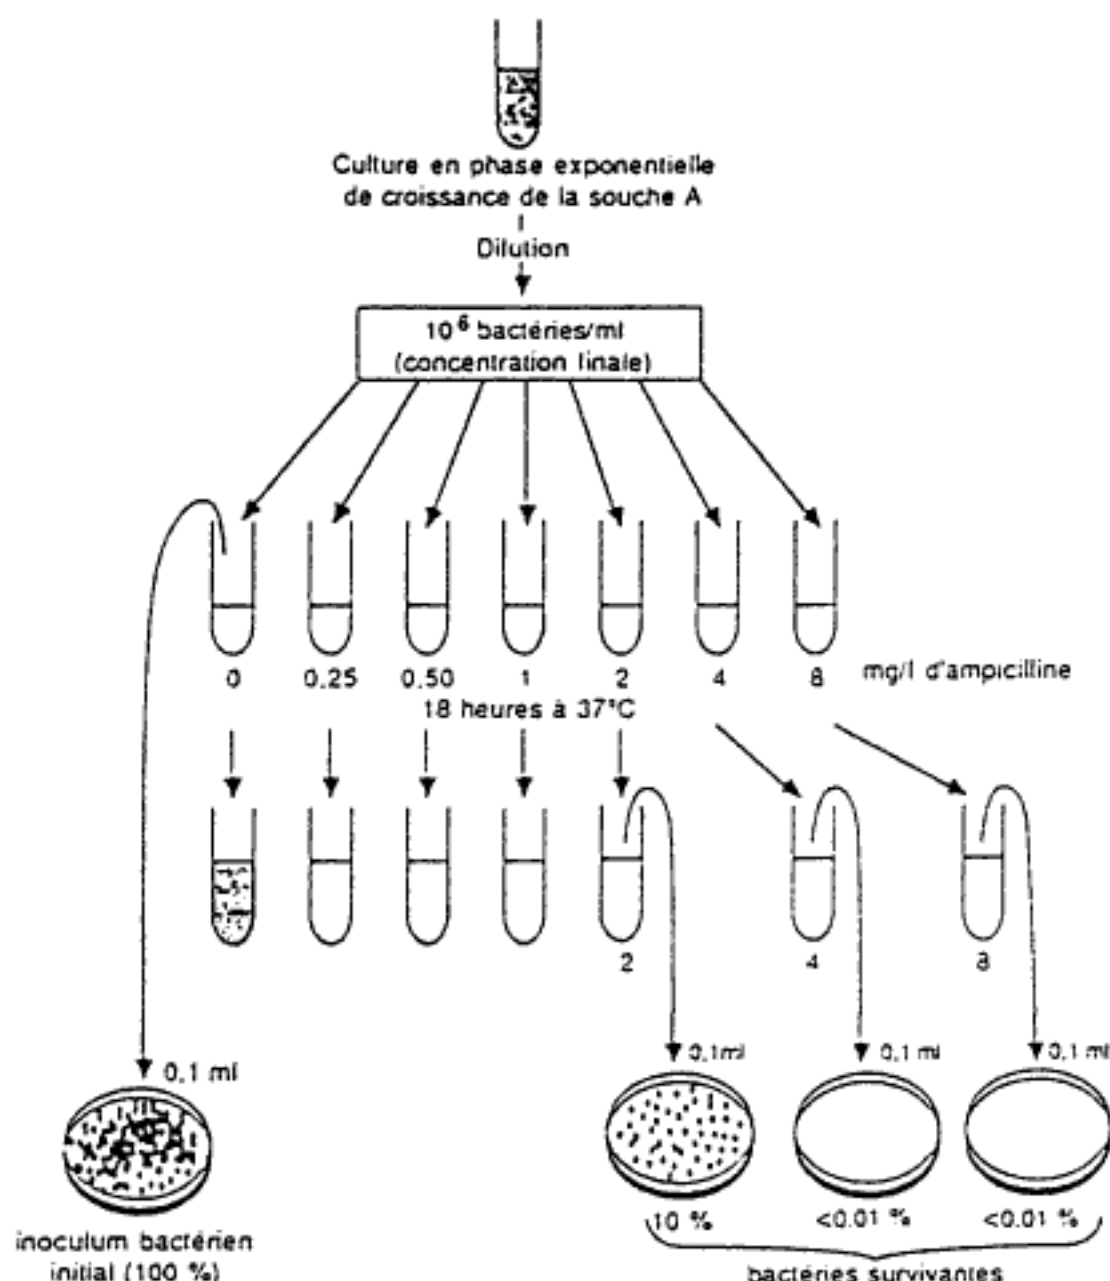 Culture en phase exponentielle
de croissance de la souche A
Dilution
10⁶ bactéries/ml
(concentration finale)
0 0.25 0.50 1 2 4 8 mg/l d'ampicilline
18 heures à 37°C
2 4 8
0,1 ml 0,1ml 0,1 ml 0,1 ml
10 % <0.01 % <0.01 %
inoculum bactérien
initial (100 %)
bactéries survivantes